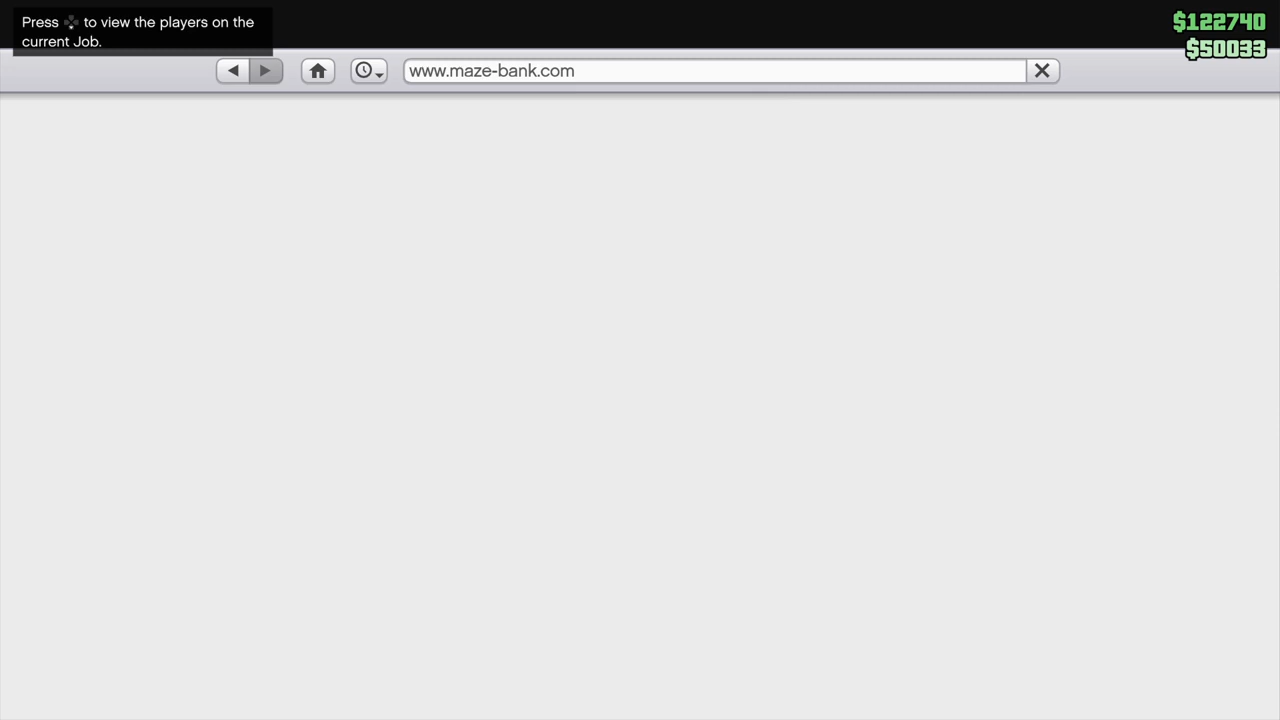 Press to view the players on the
current Job.
$122740
$50033
www.maze-bank.com